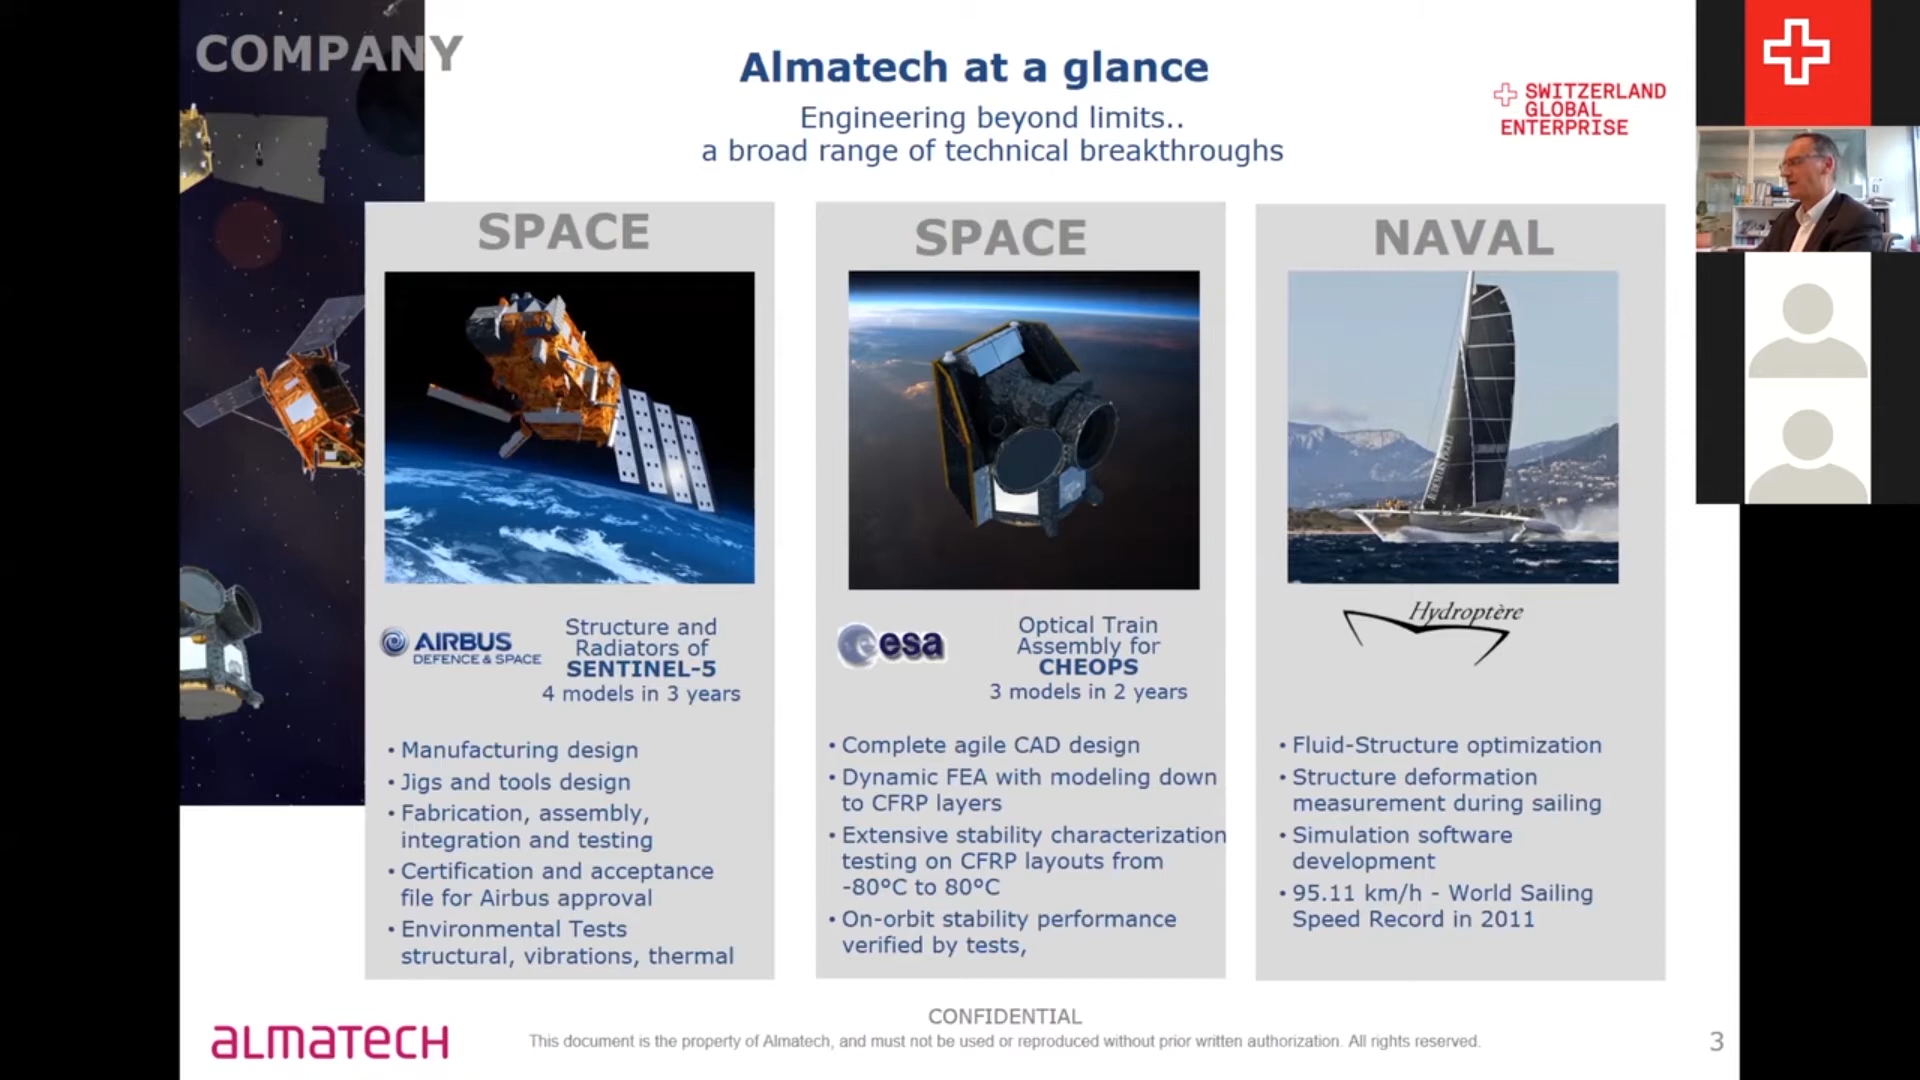 COMPANY
Almatech at a glance
Engineering beyond limits..
a broad range of technical breakthroughs
SWITZERLAND
GLOBAL
ENTERPRISE
SPACE
AIRBUS
DEFENCE & SPACE
Structure and
Radiators of
SENTINEL-5
4 models in 3 years
• Manufacturing design
• Jigs and tools design
• Fabrication, assembly,
integration and testing
• Certification and acceptance
file for Airbus approval
• Environmental Tests
structural, vibrations, thermal
SPACE
esa
Optical Train
Assembly for
CHEOPS
3 models in 2 years
• Complete agile CAD design
• Dynamic FEA with modeling down
to CFRP layers
• Extensive stability characterization
testing on CFRP layouts from
-80°C to 80°C
• On-orbit stability performance
verified by tests,
NAVAL
Hydroptère
• Fluid-Structure optimization
• Structure deformation
measurement during sailing
• Simulation software
development
• 95.11 km/h - World Sailing
Speed Record in 2011
ALMATECH
CONFIDENTIAL
This document is the property of Almatech, and must not be used or reproduced without prior written authorization. All rights reserved.
3